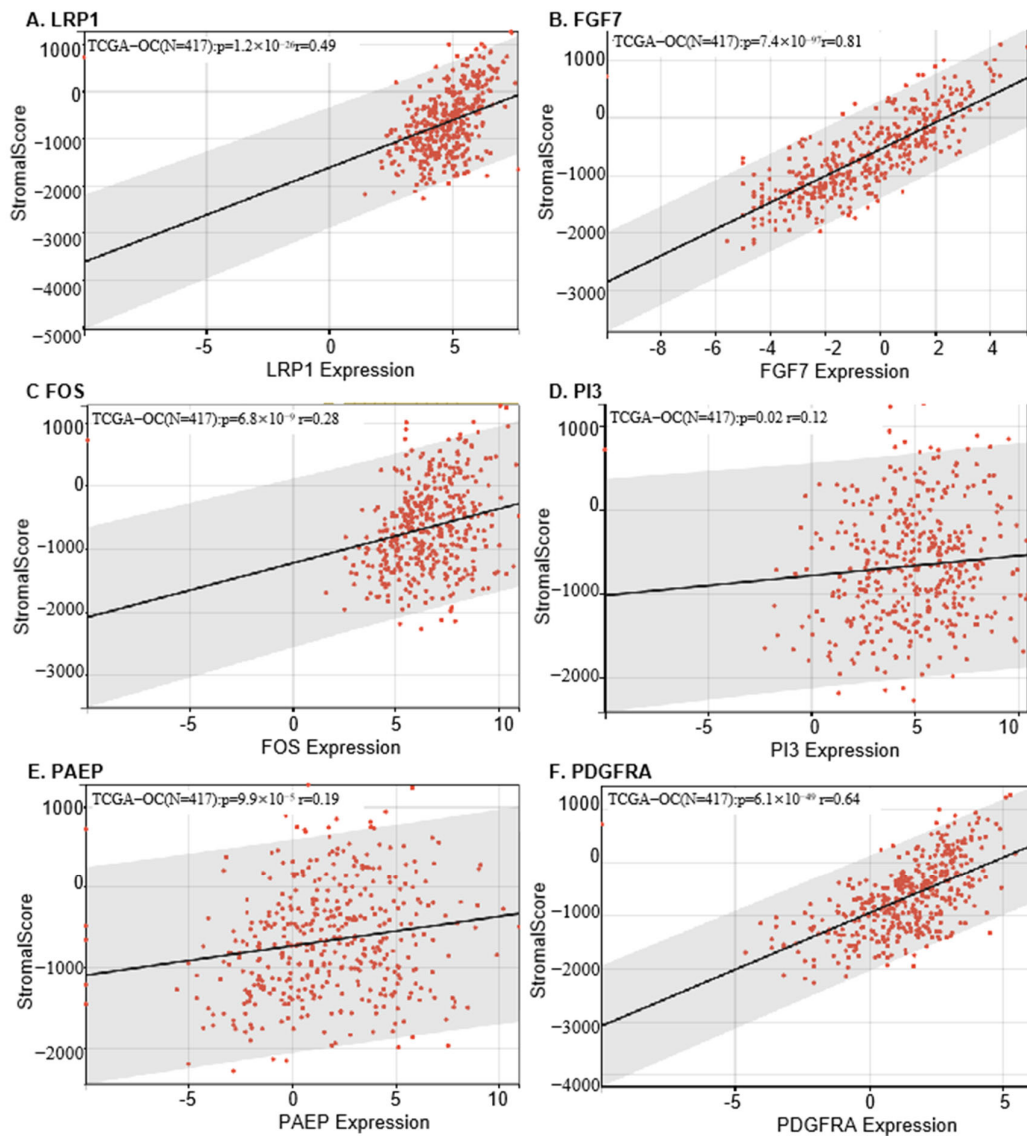 A. LRP1
TCGA-OC(N=417):p=1.2×10⁻²⁶r=0.49
1000
0
-1000
-2000
-3000
-4000
-5000
StromalScore
-5
0
5
LRP1 Expression
B. FGF7
TCGA-OC(N=417):p=7.4×10⁻⁹⁷r=0.81
1000
0
-1000
-2000
-3000
StromalScore
-8
-6
-4
-2
0
2
4
FGF7 Expression
C FOS
TCGA-OC(N=417):p=6.8×10⁻⁹ r=0.28
1000
0
-1000
-2000
-3000
StromalScore
-5
0
5
10
FOS Expression
D. PI3
TCGA-OC(N=417):p=0.02 r=0.12
1000
0
-1000
-2000
StromalScore
-5
0
5
10
PI3 Expression
E. PAEP
TCGA-OC(N=417):p=9.9×10⁻⁵ r=0.19
1000
0
-1000
-2000
StromalScore
-5
0
5
10
PAEP Expression
F. PDGFRA
TCGA-OC(N=417):p=6.1×10⁻⁴⁹ r=0.64
1000
0
-1000
-2000
-3000
-4000
StromalScore
-5
0
5
PDGFRA Expression